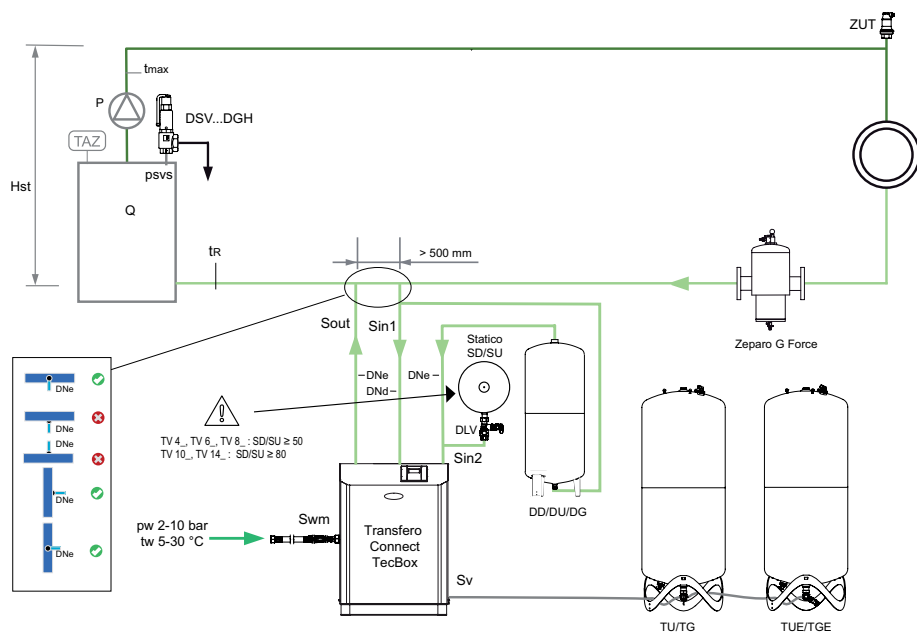 ZUT
tmax
P
DSV...DGH
TAZ
psvs
Hst
Q
tR
> 500 mm
Sout
Sin1
Zeparo G Force
Statico
SD/SU
DNe
DNe
DNd
DNe
DNe
DNe
TV 4_, TV 6_, TV 8_ : SD/SU ≥ 50
TV 10_, TV 14_ : SD/SU ≥ 80
DLV
Sin2
DNe
DD/DU/DG
pw 2-10 bar
tw 5-30 °C
Swm
Transfero
Connect
TecBox
DNe
Sv
TU/TG
TUE/TGE